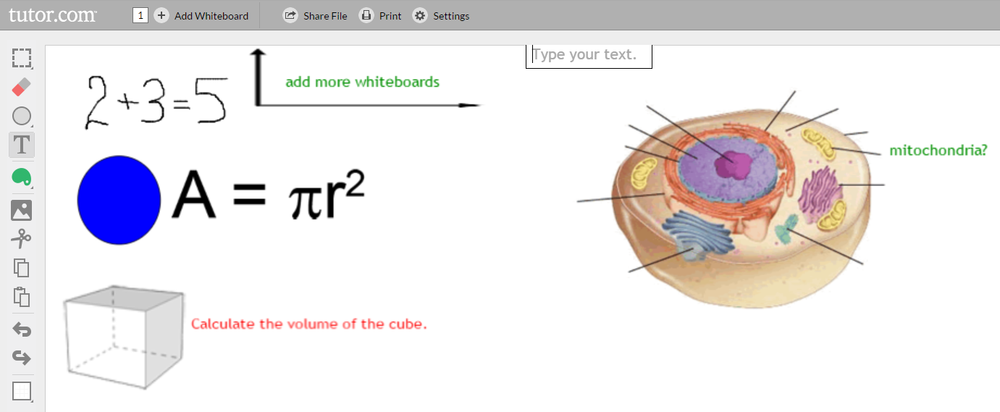 tutor.com
1 Add Whiteboard Share File Print Settings
T
Type your text.
2+3=5
add more whiteboards
mitochondria?
A = πr²
Calculate the volume of the cube.